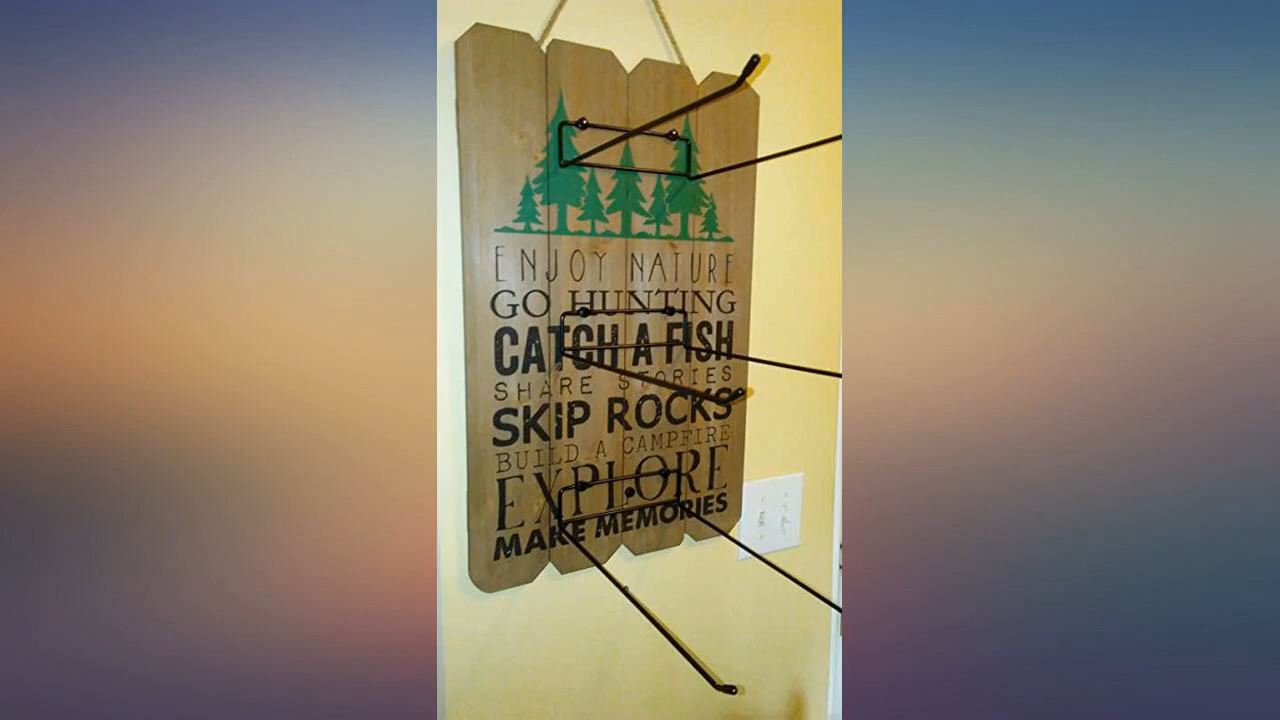 ENJOY NATURE
GO HUNTING
CATCH A FISH
SHARE STORIES
SKIP ROCKS
BUILD A CAMPFIRE
EXPLORE
MAKE MEMORIES